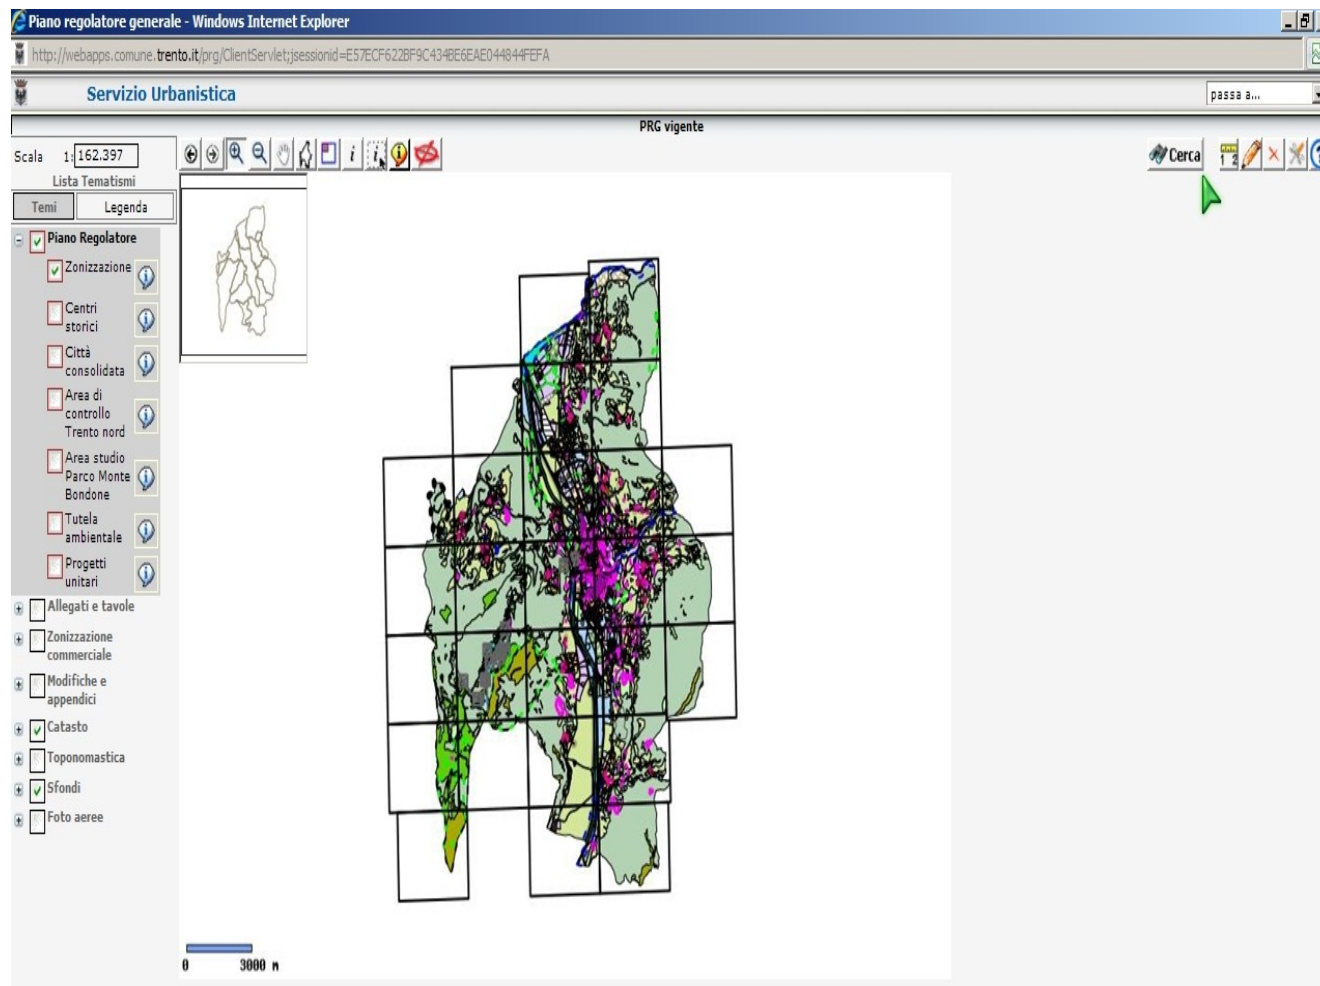 Piano regolatore generale - Windows Internet Explorer
http://webapps.comune.trento.it/prg/ClientServlet;jsessionid=E57ECF622BF9C434BE6EAE044844FEFA
Servizio Urbanistica
passa a...
PRG vigente
Scala 1: 162.397
Cerca
Lista Tematismi
Temi Legenda
Piano Regolatore
Zonizzazione
Centri
storici
Città
consolidata
Area di
controllo
Trento nord
Area studio
Parco Monte
Bondone
Tutela
ambientale
Progetti
unitari
Allegati e tavole
Zonizzazione
commerciale
Modifiche e
appendici
Catasto
Toponomastica
Sfondi
Foto aeree
0 3000 m